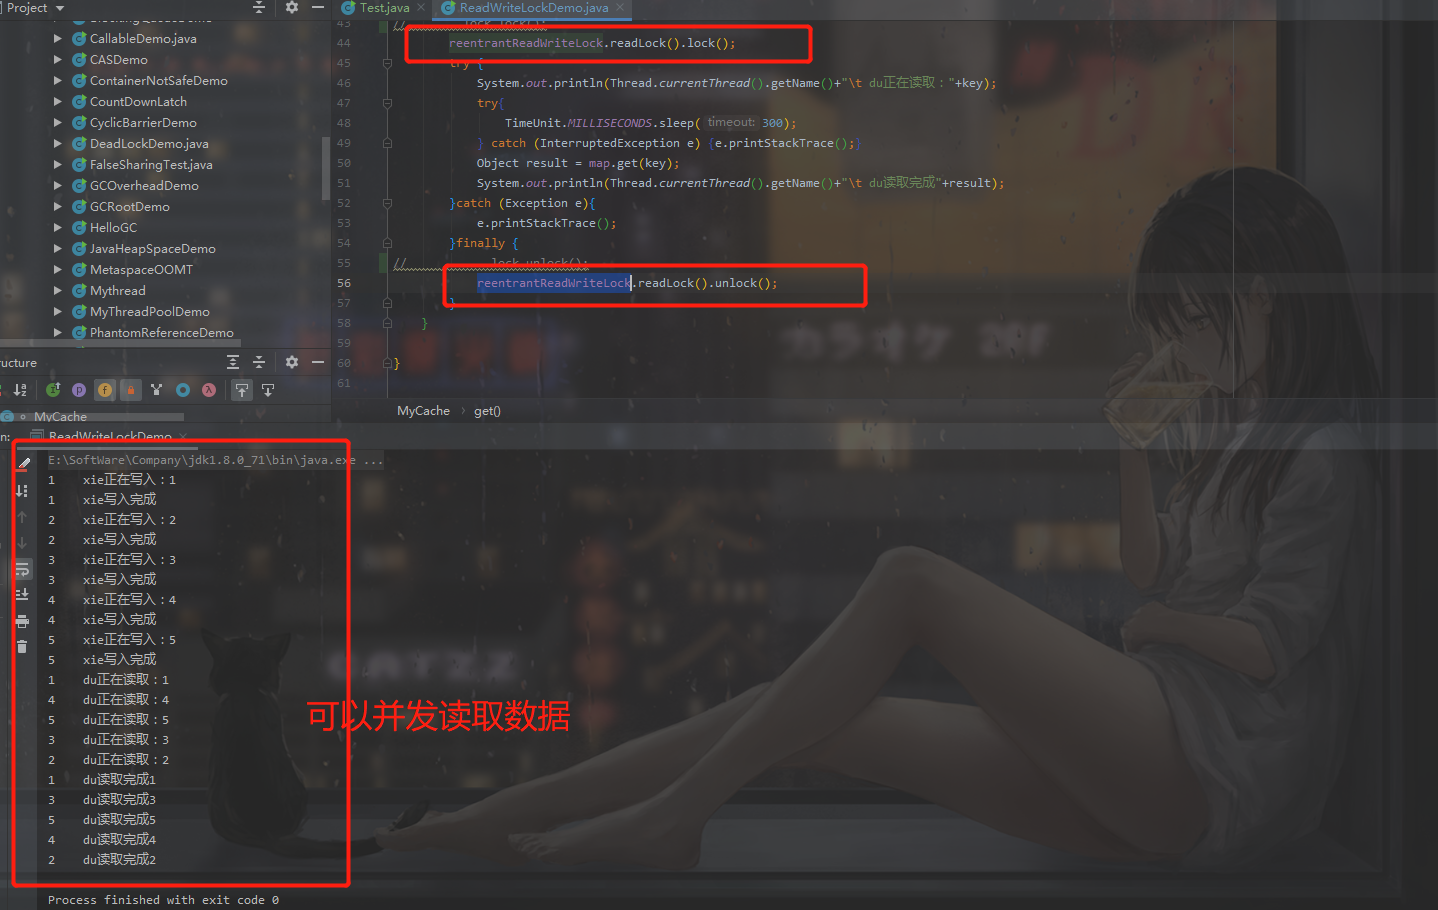 Project
Test.java
ReadWriteLockDemo.java
CallableDemo.java
CASDemo
ContainerNotSafeDemo
CountDownLatch
CyclicBarrierDemo
DeadLockDemo.java
FalseSharingTest.java
GCOverheadDemo
GCRootDemo
HelloGC
JavaHeapSpaceDemo
MetaspaceOOMT
Mythread
MyThreadPoolDemo
PhantomReferenceDemo
43 // lock.lock();
44 reentrantReadWriteLock.readLock().lock();
45 try {
46 System.out.println(Thread.currentThread().getName()+"\t du正在读取："+key);
47 try{
48 TimeUnit.MILLISECONDS.sleep( timeout: 300);
49 } catch (InterruptedException e) {e.printStackTrace();}
50 Object result = map.get(key);
51 System.out.println(Thread.currentThread().getName()+"\t du读取完成"+result);
52 }catch (Exception e){
53 e.printStackTrace();
54 }finally {
55 // lock.unlock();
56 reentrantReadWriteLock.readLock().unlock();
57 }
58 }
59
60 }
61
ructure
MyCache
MyCache › get()
n: ReadWriteLockDemo
E:\SoftWare\Company\jdk1.8.0_71\bin\java.exe ...
1 xie正在写入：1
1 xie写入完成
2 xie正在写入：2
2 xie写入完成
3 xie正在写入：3
3 xie写入完成
4 xie正在写入：4
4 xie写入完成
5 xie正在写入：5
5 xie写入完成
1 du正在读取：1
4 du正在读取：4
5 du正在读取：5
3 du正在读取：3
2 du正在读取：2
1 du读取完成1
3 du读取完成3
5 du读取完成5
4 du读取完成4
2 du读取完成2
可以并发读取数据
Process finished with exit code 0